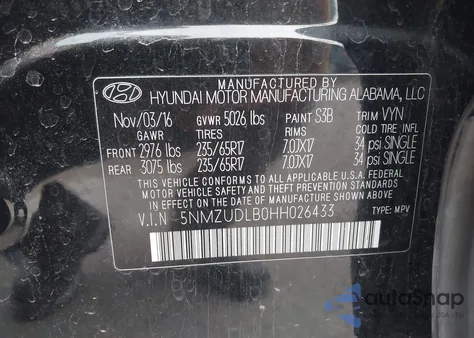 MANUFACTURED BY
HYUNDAI MOTOR MANUFACTURING ALABAMA, LLC
Nov/03/16 GVWR 5026 lbs PAINT S3B TRIM VYN
GAWR TIRES RIMS COLD TIRE INFL
FRONT 2976 lbs 235/65R17 7.0JX17 34 psi SINGLE
REAR 3075 lbs 235/65R17 7.0JX17 34 psi SINGLE
THIS VEHICLE CONFORMS TO ALL APPLICABLE U.S.A. FEDERAL
MOTOR VEHICLE SAFETY AND THEFT PREVENTION STANDARDS
IN EFFECT ON THE DATE OF MANUFACTURE SHOWN ABOVE.
V.I.N 5NMZUDLB0HH026433 TYPE: MPV
autoSnap